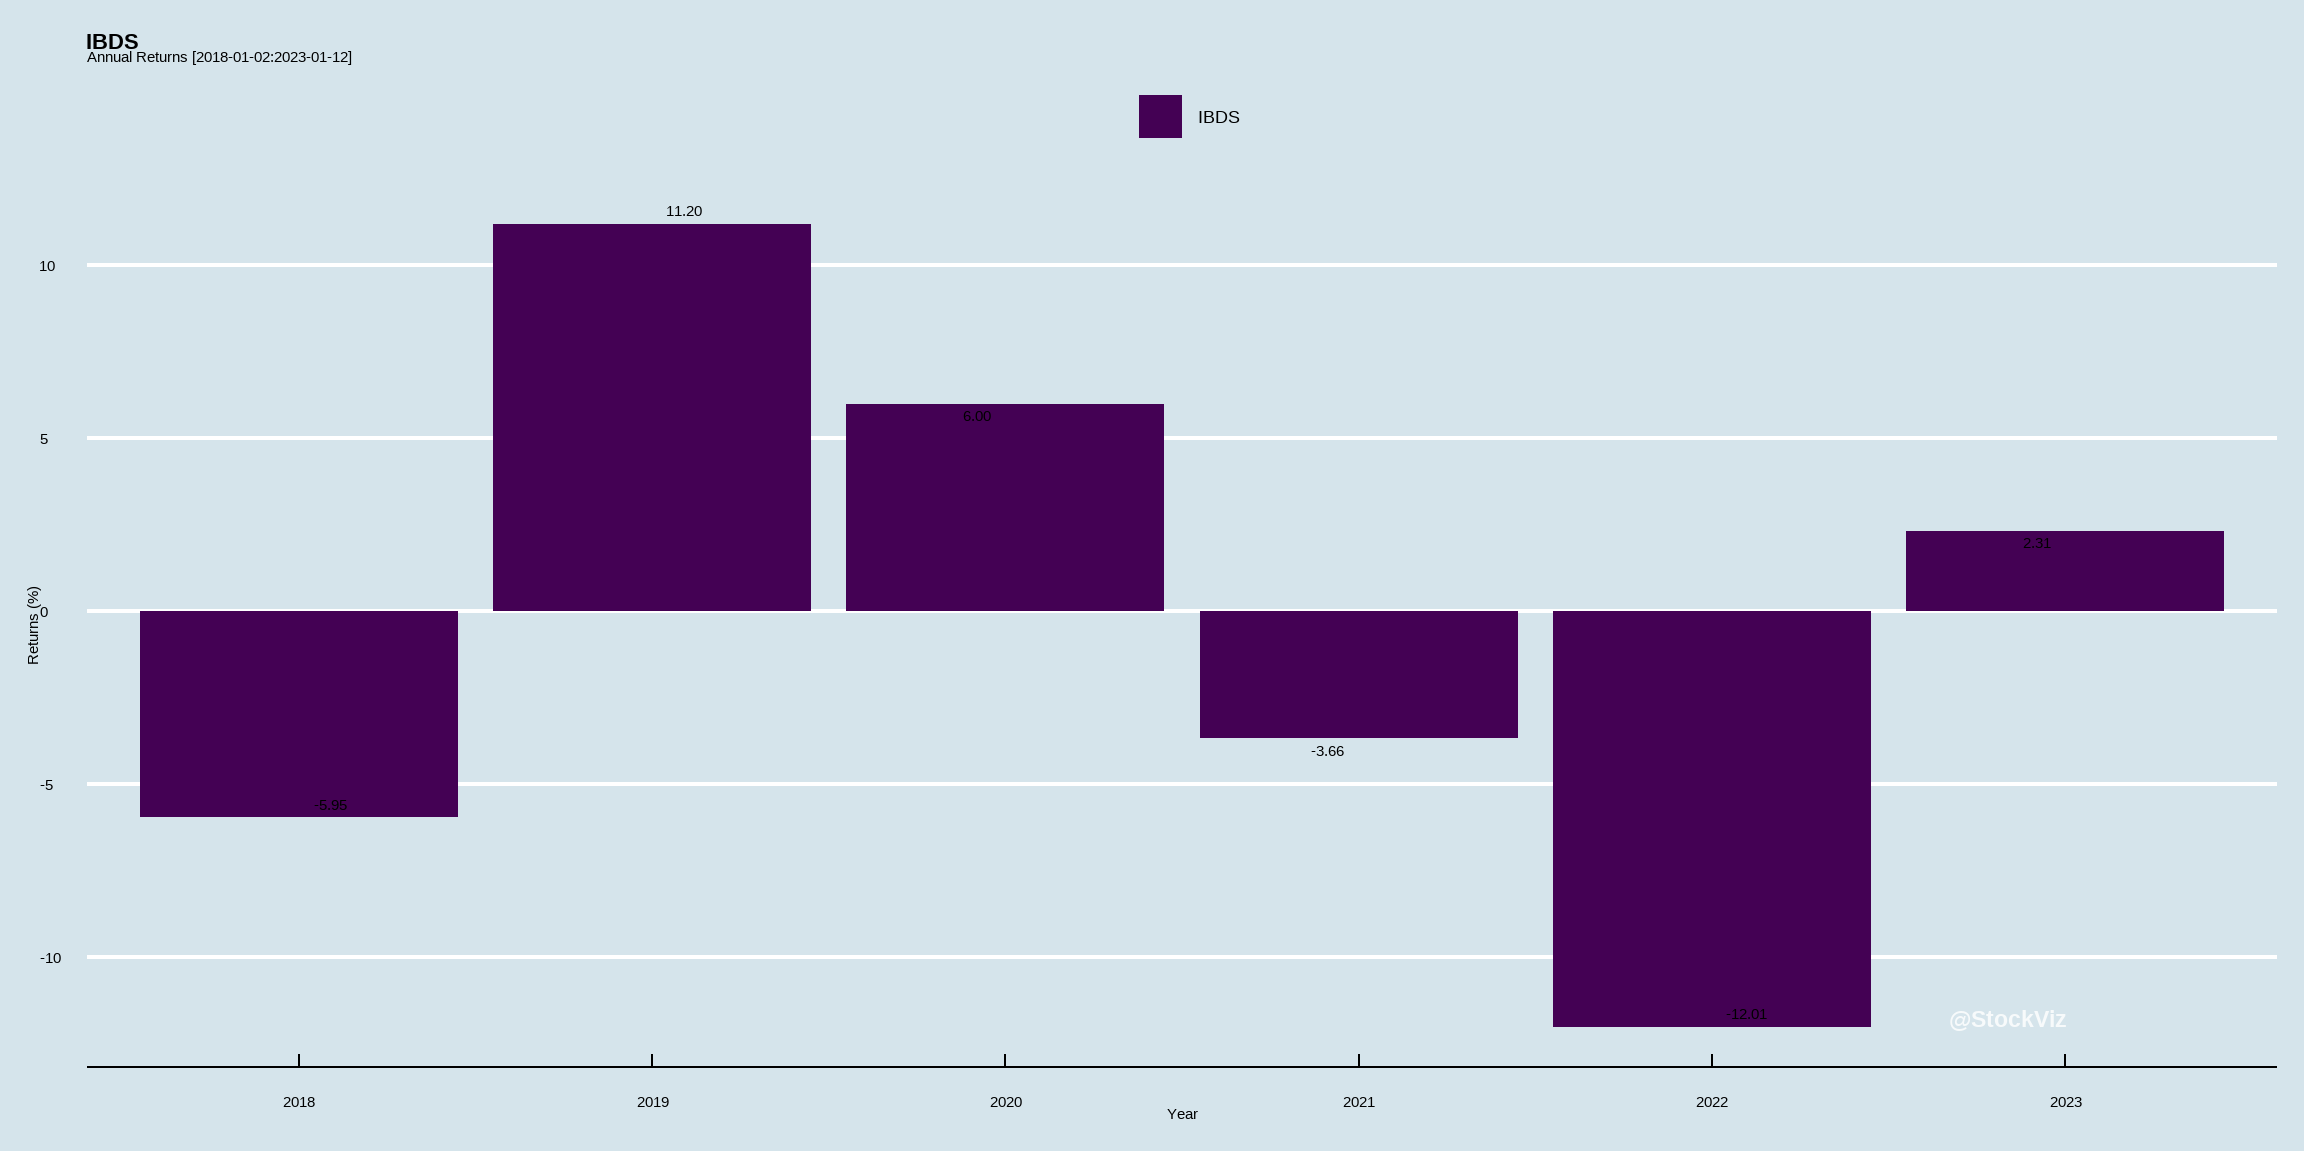 IBDS
Annual Returns [2018-01-02:2023-01-12]
IBDS
11.20
10
6.00
5
2.31
Returns (%)
0
-3.66
-5
-5.95
-10
-12.01
@StockViz
2018
2019
2020
2021
2022
2023
Year